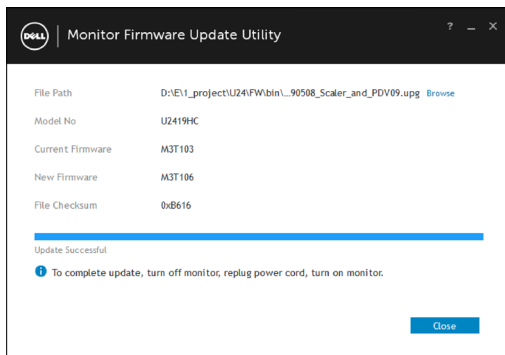 DELL Monitor Firmware Update Utility ?
File Path D:\E\1_project\U24\FW\bin\...90508_Scaler_and_PDV09.upg Browse
Model No U2419HC
Current Firmware M3T103
New Firmware M3T106
File Checksum 0xB616
Update Successful
To complete update, turn off monitor, replug power cord, turn on monitor.
Close